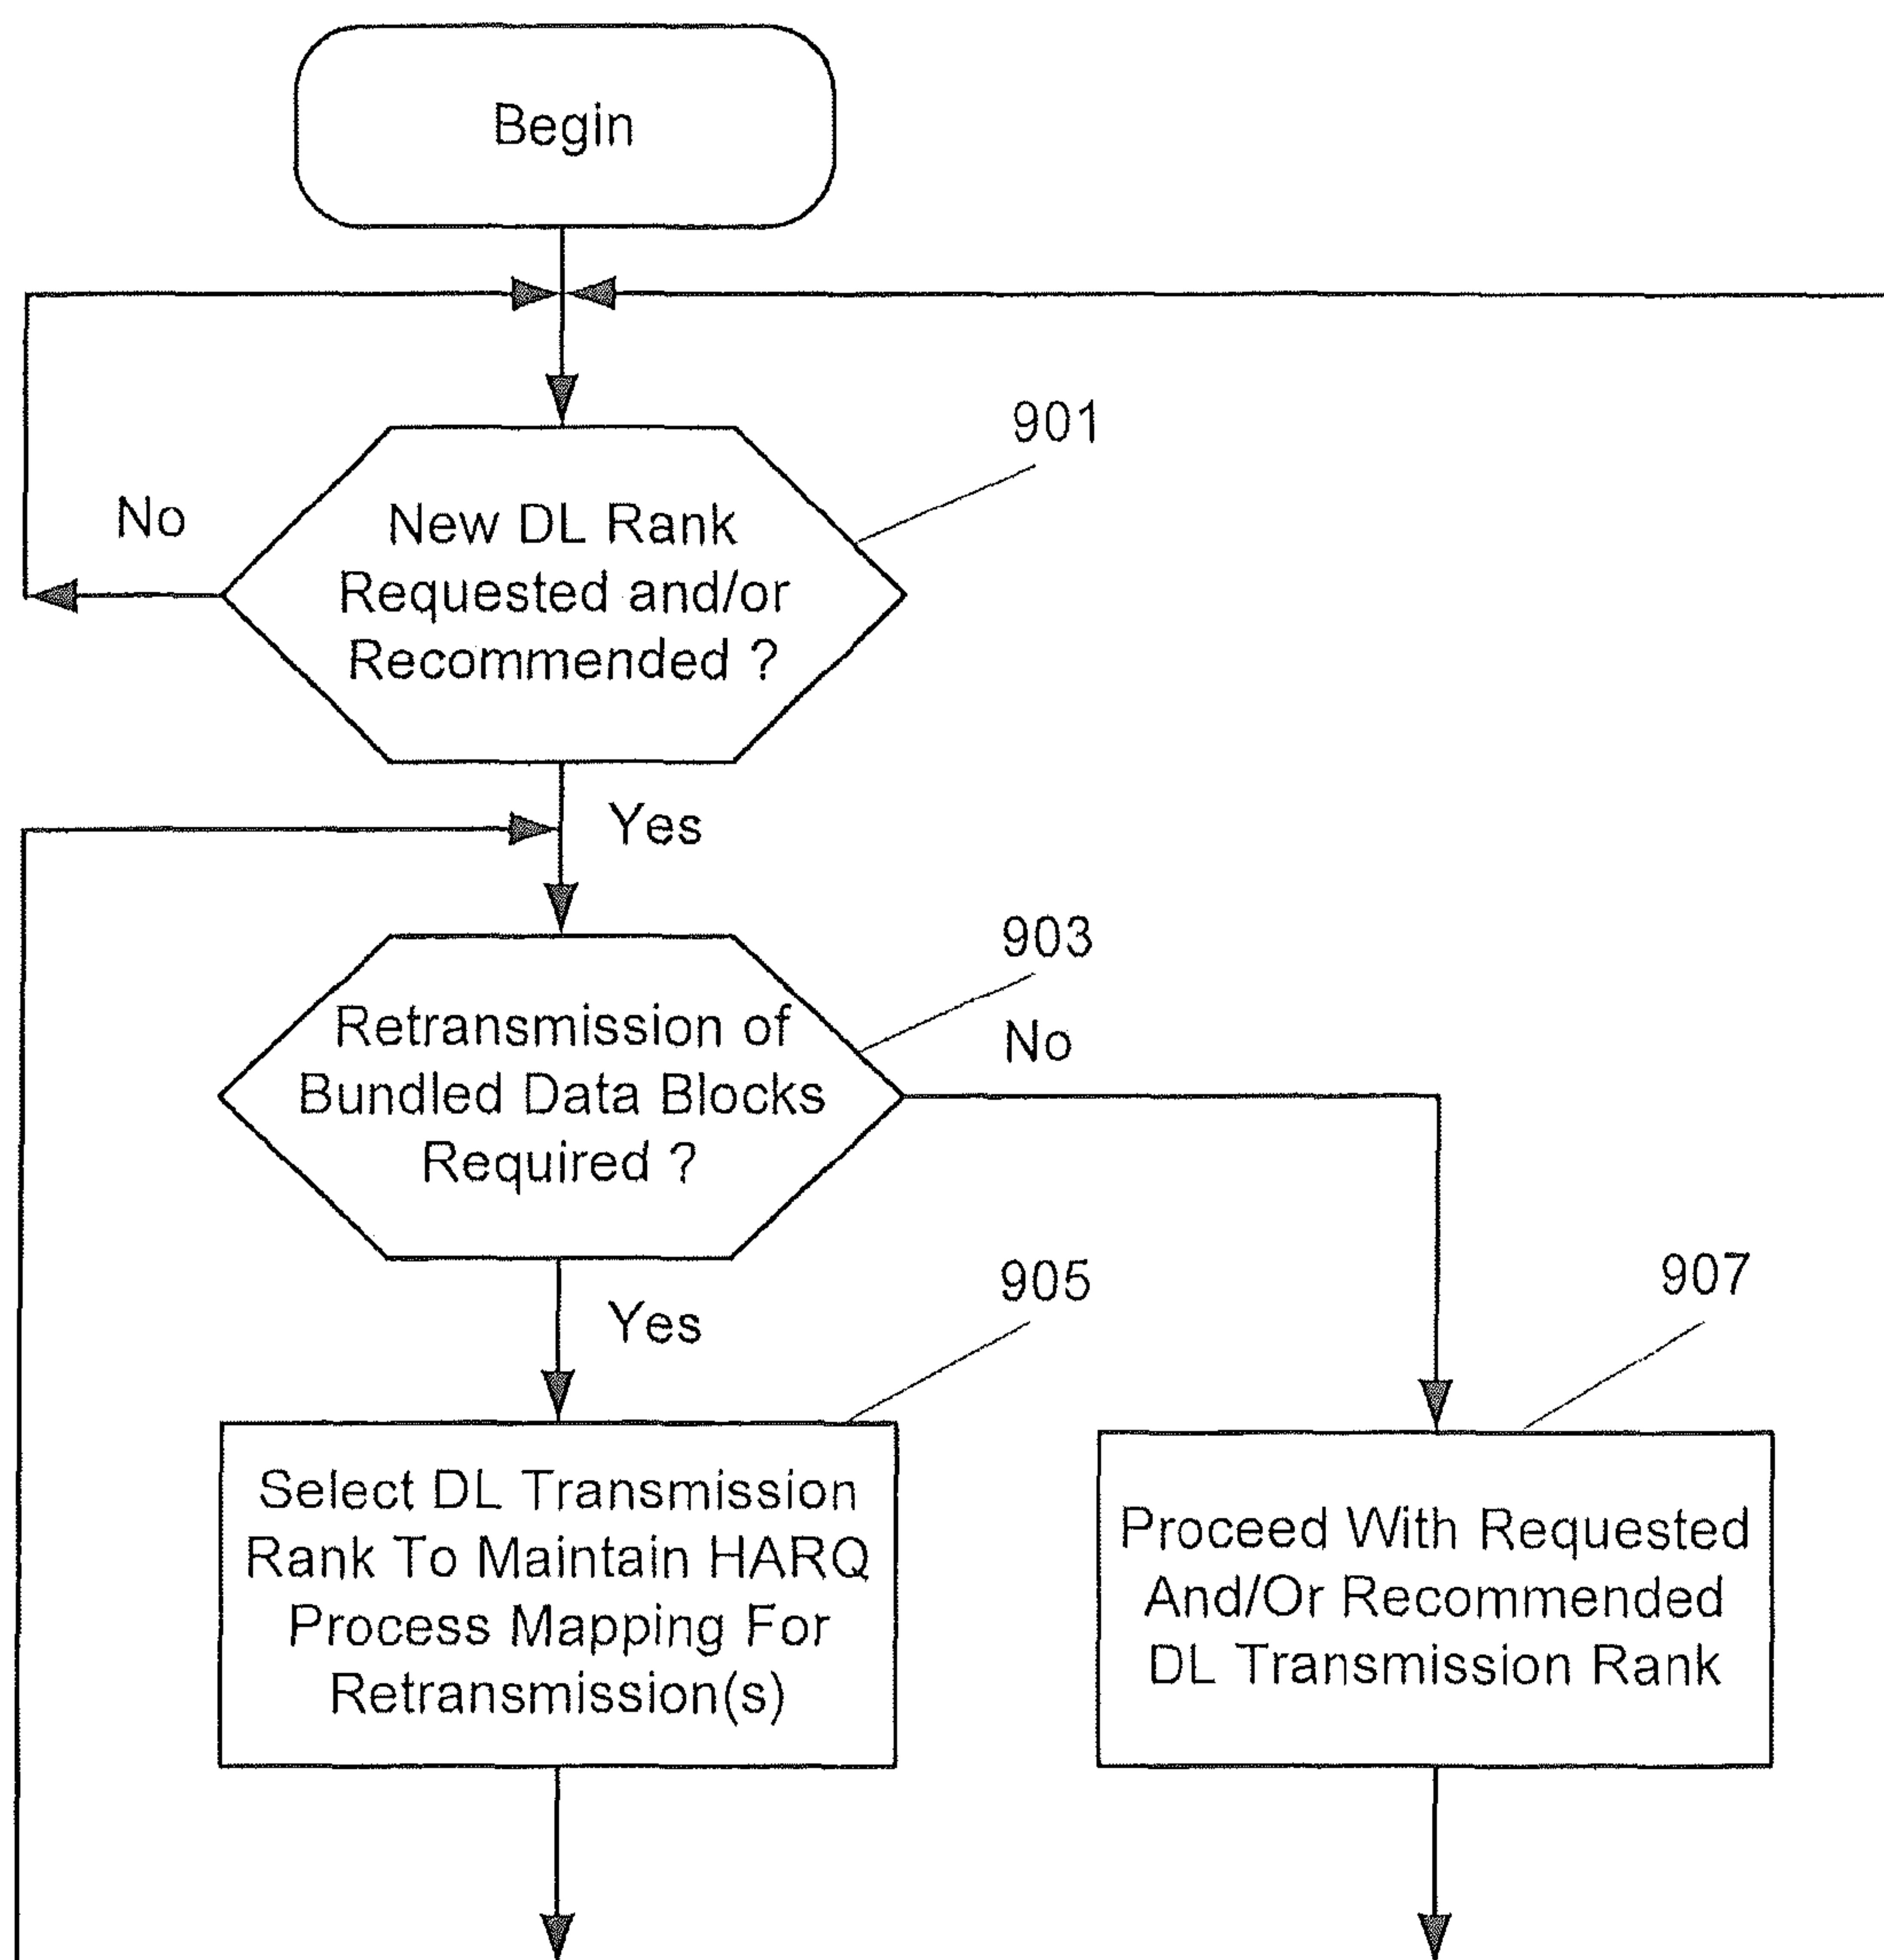 Begin
901
No
New DL Rank
Requested and/or
Recommended ?
Yes
903
Retransmission of
Bundled Data Blocks
Required ?
No
905
Yes
907
Select DL Transmission
Rank To Maintain HARQ
Process Mapping For
Retransmission(s)
Proceed With Requested
And/Or Recommended
DL Transmission Rank